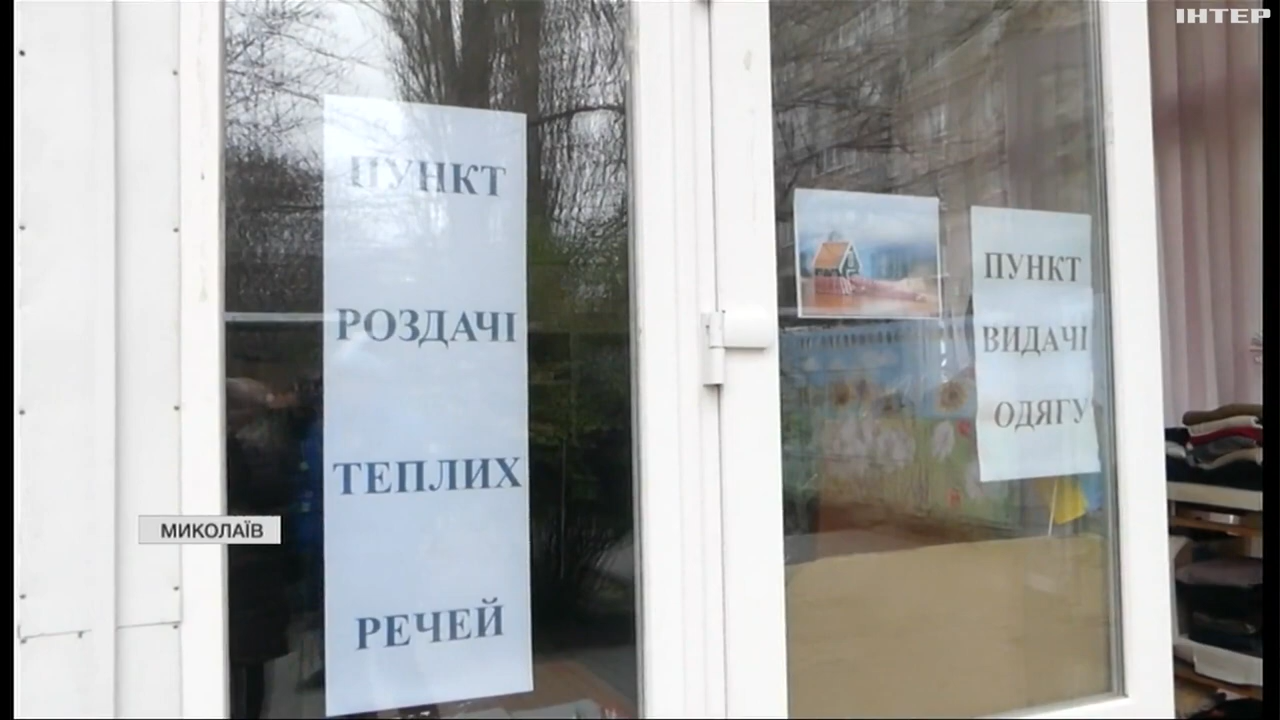 ІНТЕР
ПУНКТ
РОЗДАЧІ
ТЕПЛИХ
РЕЧЕЙ
ПУНКТ
ВИДАЧІ
ОДЯГУ
МИКОЛАЇВ